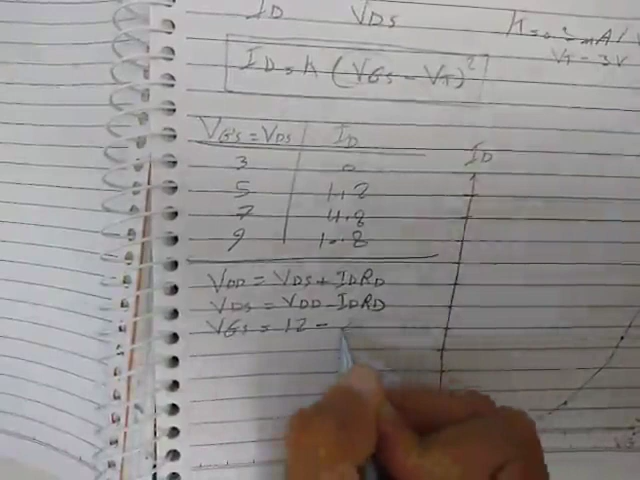 ID VDS
VT = 3V
ID = K (VGS - VT)²
VGS = VDS ID
3 0
5 1.2
7 4.8
9 10.8
ID
VDD = VDS + IDRD
VDS = VDD - IDRD
VGS = 12 -